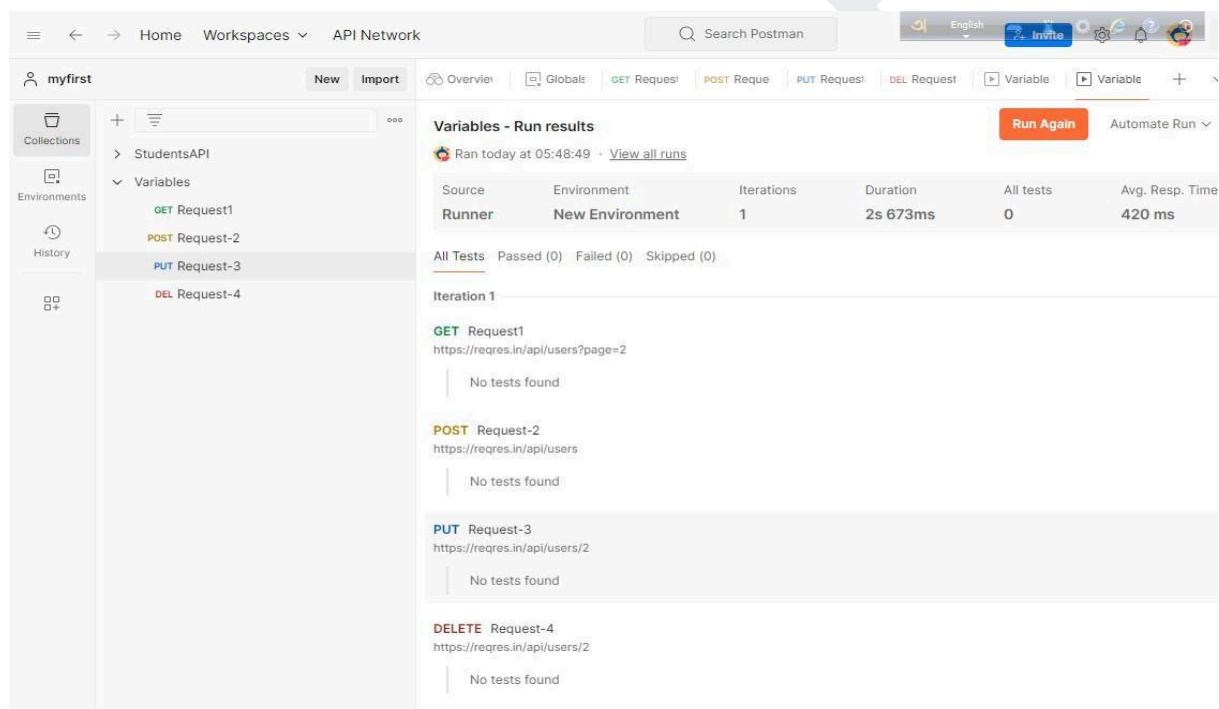 Home Workspaces API Network Search Postman English Invite
myfirst New Import Overview Globals GET Request POST Reque PUT Request DEL Request Variable Variable
Collections
Environments
History
StudentsAPI
Variables
GET Request1
POST Request-2
PUT Request-3
DEL Request-4
Variables - Run results Run Again Automate Run
Ran today at 05:48:49 · View all runs
Source Environment Iterations Duration All tests Avg. Resp. Time
Runner New Environment 1 2s 673ms 0 420 ms
All Tests Passed (0) Failed (0) Skipped (0)
Iteration 1
GET Request1
https://reqres.in/api/users?page=2
No tests found
POST Request-2
https://reqres.in/api/users
No tests found
PUT Request-3
https://reqres.in/api/users/2
No tests found
DELETE Request-4
https://reqres.in/api/users/2
No tests found